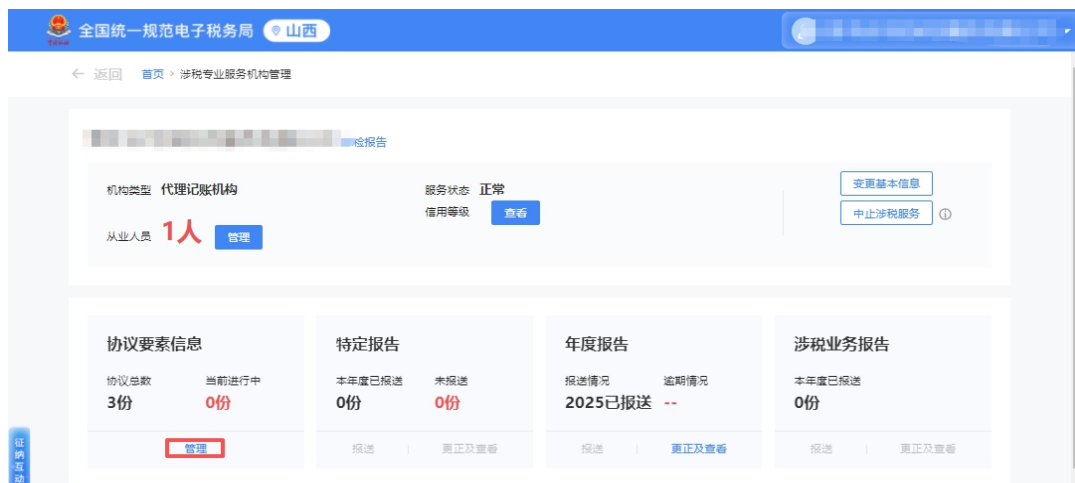 全国统一规范电子税务局 山西
返回 首页 > 涉税专业服务机构管理
检报告
机构类型 代理记账机构 服务状态 正常 变更基本信息
信用等级 查看 中止涉税服务
从业人员 1人 管理
协议要素信息 特定报告 年度报告 涉税业务报告
协议总数 当前进行中 本年度已报送 未报送 报送情况 逾期情况 本年度已报送
3份 0份 0份 0份 2025已报送 -- 0份
管理 报送 更正及查看 报送 更正及查看 报送 更正及查看
征纳互动